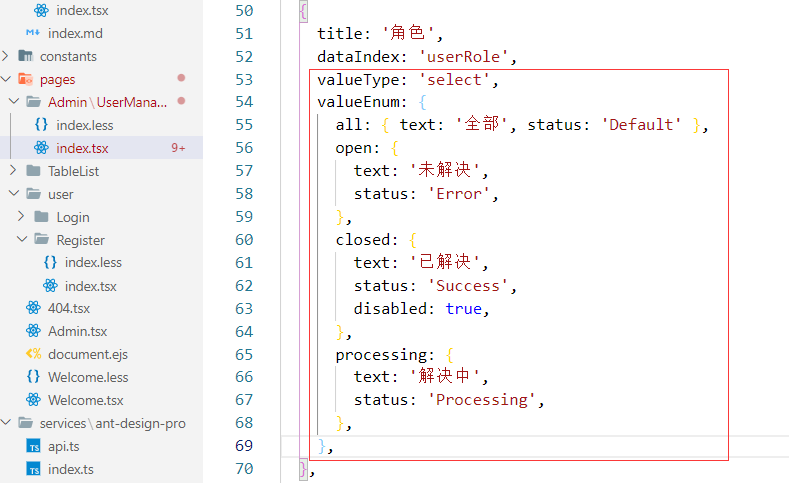 index.tsx
index.md
constants
pages
Admin\UserMana...
index.less
index.tsx 9+
TableList
user
Login
Register
index.less
index.tsx
404.tsx
Admin.tsx
document.ejs
Welcome.less
Welcome.tsx
services\ant-design-pro
api.ts
index.ts
50 {
51 title: '角色',
52 dataIndex: 'userRole',
53 valueType: 'select',
54 valueEnum: {
55 all: { text: '全部', status: 'Default' },
56 open: {
57 text: '未解决',
58 status: 'Error',
59 },
60 closed: {
61 text: '已解决',
62 status: 'Success',
63 disabled: true,
64 },
65 processing: {
66 text: '解决中',
67 status: 'Processing',
68 },
69 },
70 },